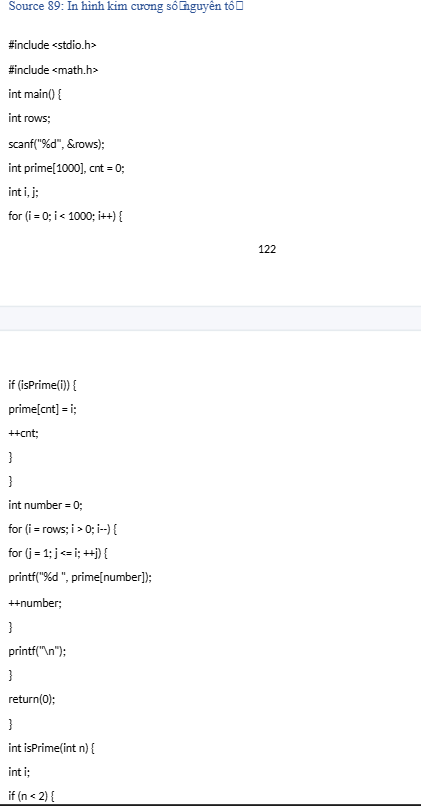 Source 89: In hình kim cương số nguyên tố
#include <stdio.h>
#include <math.h>
int main() {
int rows;
scanf("%d", &rows);
int prime[1000], cnt = 0;
int i, j;
for (i = 0; i < 1000; i++) {
122
if (isPrime(i)) {
prime[cnt] = i;
++cnt;
}
}
int number = 0;
for (i = rows; i > 0; i--) {
for (j = 1; j <= i; ++j) {
printf("%d ", prime[number]);
++number;
}
printf("\n");
}
return(0);
}
int isPrime(int n) {
int i;
if (n < 2) {